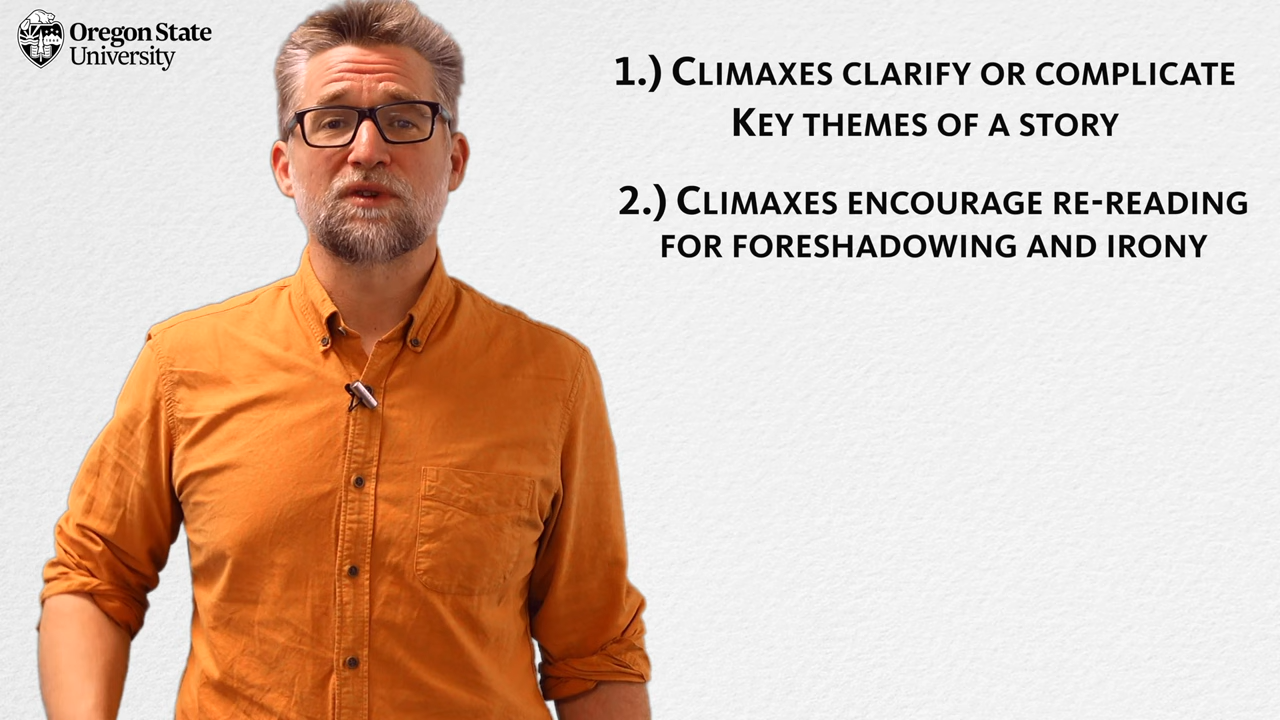 Oregon State
University
1.) Climaxes clarify or complicate
Key themes of a story
2.) Climaxes encourage re-reading
for foreshadowing and irony